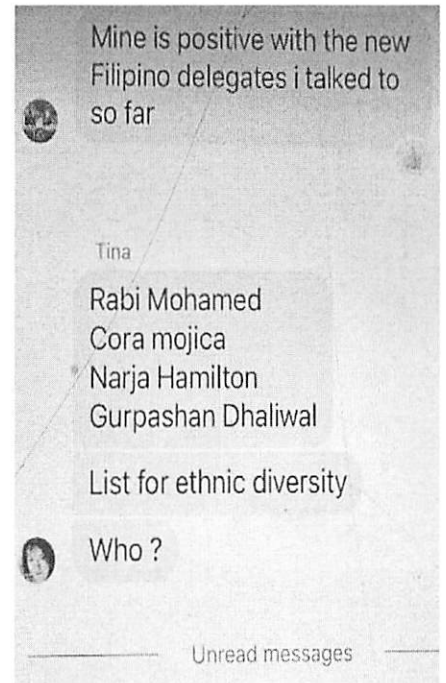 Mine is positive with the new
Filipino delegates i talked to
so far
Tina
Rabi Mohamed
Cora mojica
Narja Hamilton
Gurpashan Dhaliwal
List for ethnic diversity
Who ?
Unread messages